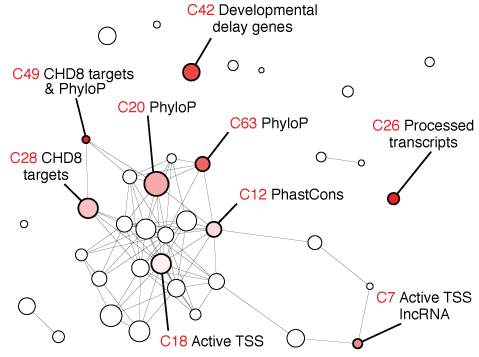 C42 Developmental
delay genes
C49 CHD8 targets
& PhyloP
C20 PhyloP
C63 PhyloP
C26 Processed
transcripts
C28 CHD8
targets
C12 PhastCons
C7 Active TSS
lncRNA
C18 Active TSS